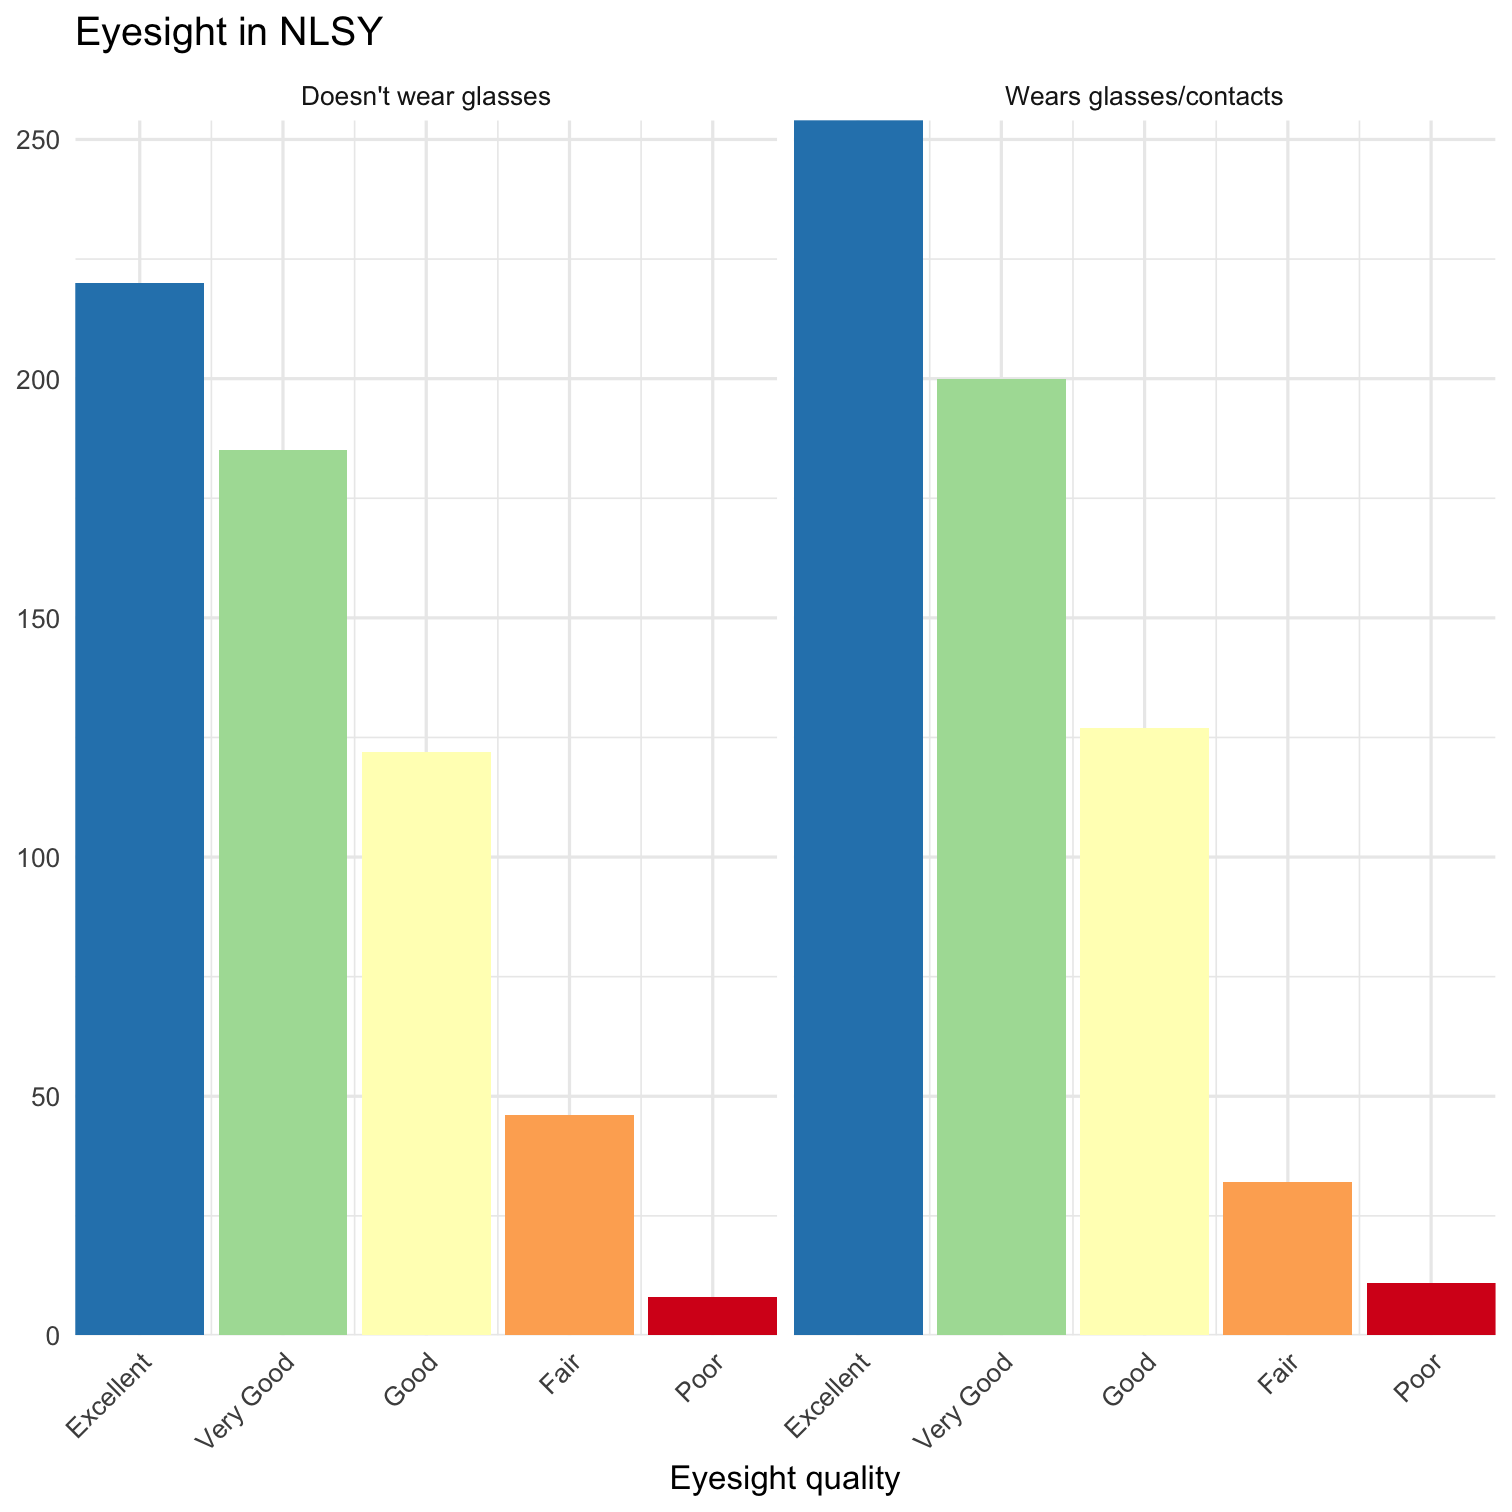 Eyesight in NLSY
Doesn't wear glasses
Wears glasses/contacts
250
200
150
100
50
0
Excellent
Very Good
Good
Fair
Poor
Excellent
Very Good
Good
Fair
Poor
Eyesight quality